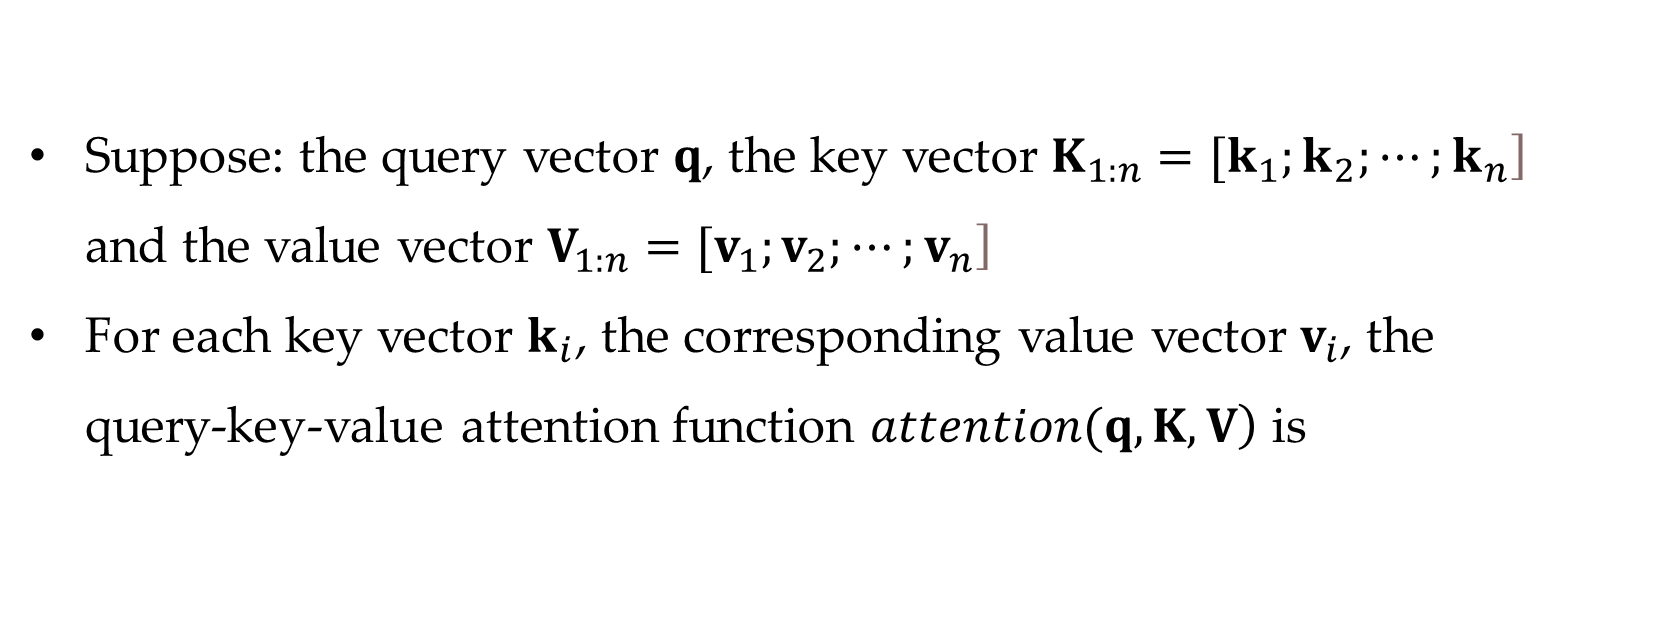 • Suppose: the query vector q, the key vector K₁:ₙ = [k₁; k₂; ⋯ ; kₙ]
and the value vector V₁:ₙ = [v₁; v₂; ⋯ ; vₙ]
• For each key vector kᵢ, the corresponding value vector vᵢ, the
query-key-value attention function attention(q, K, V) is